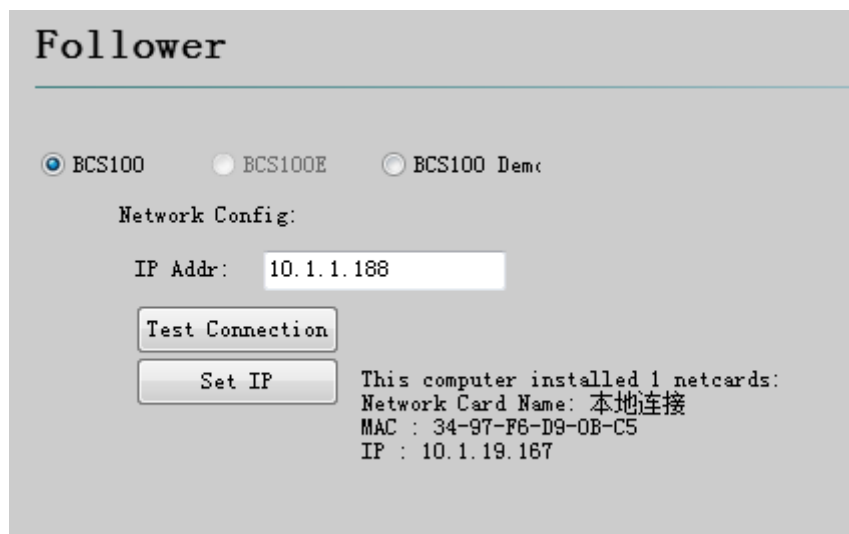 Follower
BCS100 BCS100E BCS100 Demo
Network Config:
IP Addr: 10.1.1.188
Test Connection
Set IP
This computer installed 1 netcards:
Network Card Name: 本地连接
MAC : 34-97-F6-D9-0B-C5
IP : 10.1.19.167